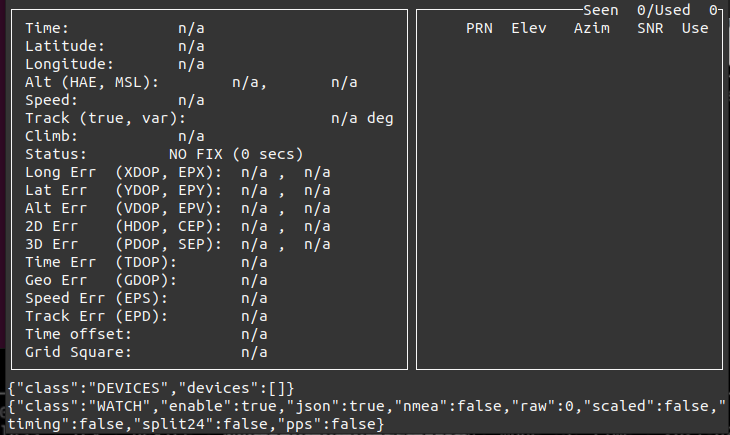 Time: n/a
Latitude: n/a
Longitude: n/a
Alt (HAE, MSL): n/a, n/a
Speed: n/a
Track (true, var): n/a deg
Climb: n/a
Status: NO FIX (0 secs)
Long Err (XDOP, EPX): n/a , n/a
Lat Err (YDOP, EPY): n/a , n/a
Alt Err (VDOP, EPV): n/a , n/a
2D Err (HDOP, CEP): n/a , n/a
3D Err (PDOP, SEP): n/a , n/a
Time Err (TDOP): n/a
Geo Err (GDOP): n/a
Speed Err (EPS): n/a
Track Err (EPD): n/a
Time offset: n/a
Grid Square: n/a
Seen 0/Used 0
PRN Elev Azim SNR Use
{"class":"DEVICES","devices":[]}
{"class":"WATCH","enable":true,"json":true,"nmea":false,"raw":0,"scaled":false,"
timing":false,"split24":false,"pps":false}